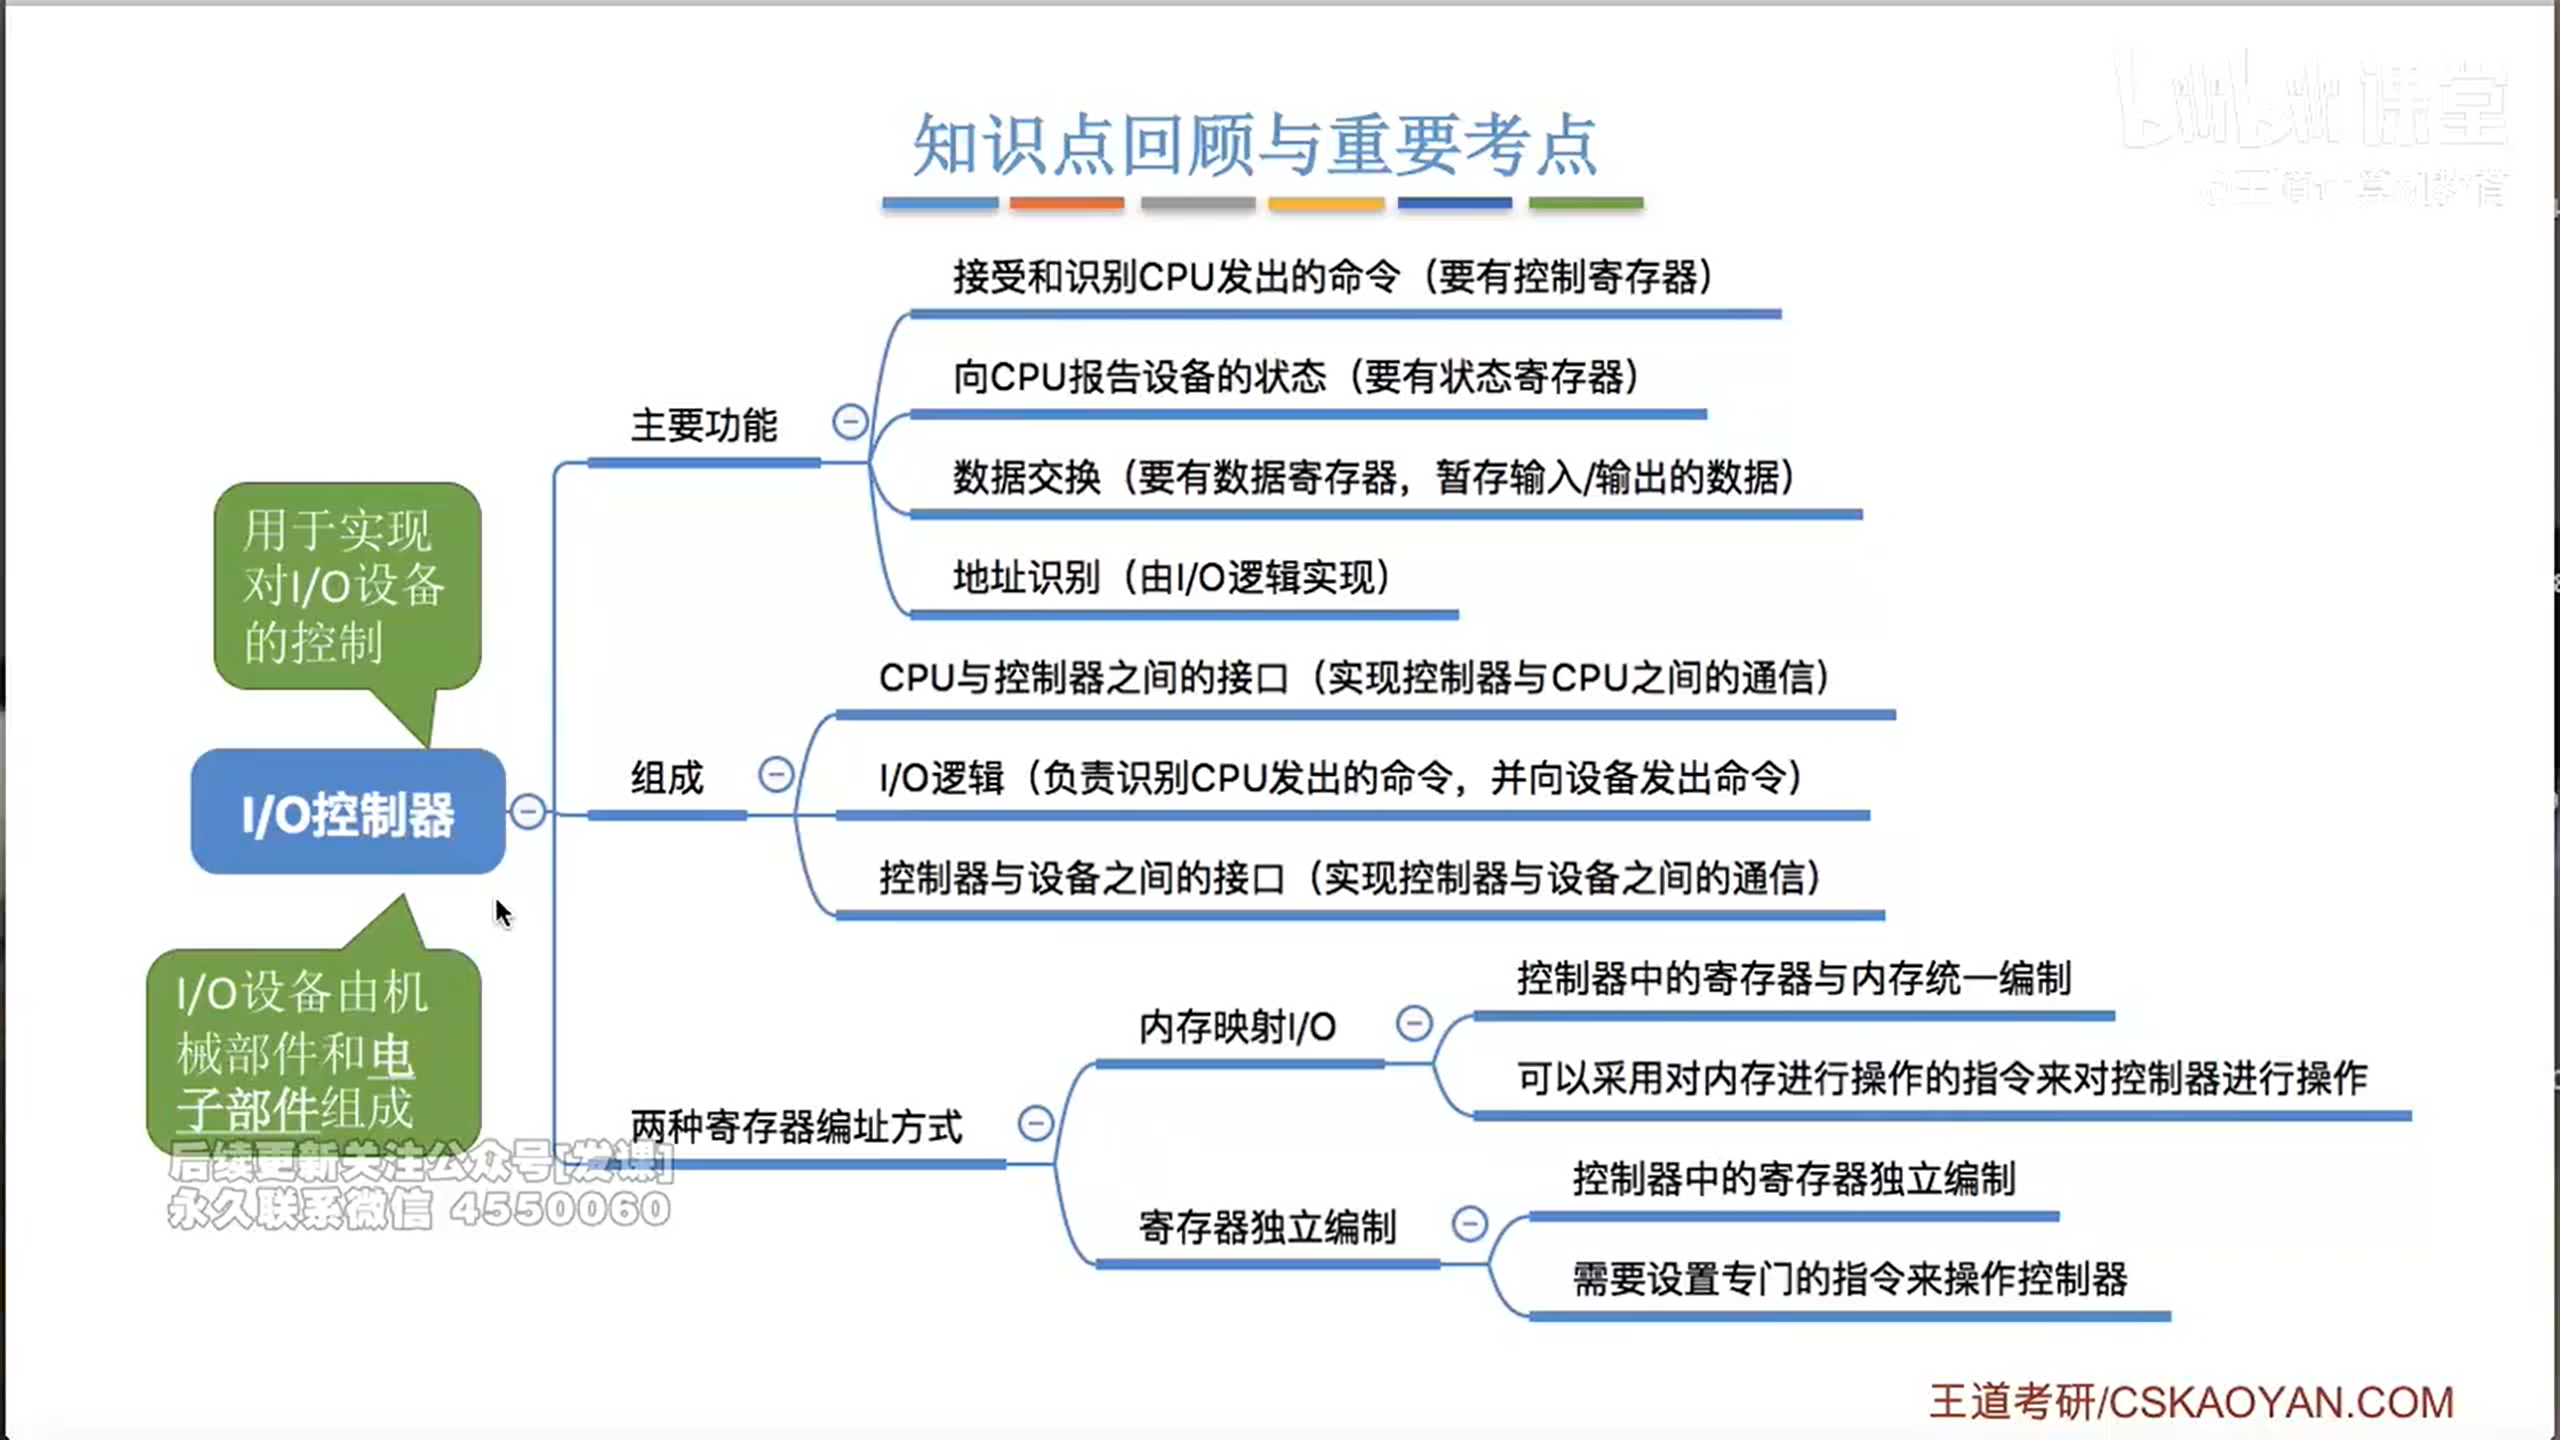 bilibili 课堂
@王道计算机教育
知识点回顾与重要考点
接受和识别CPU发出的命令（要有控制寄存器）
向CPU报告设备的状态（要有状态寄存器）
主要功能
数据交换（要有数据寄存器，暂存输入/输出的数据）
地址识别（由I/O逻辑实现）
用于实现
对I/O设备
的控制
CPU与控制器之间的接口（实现控制器与CPU之间的通信）
组成
I/O逻辑（负责识别CPU发出的命令，并向设备发出命令）
I/O控制器
控制器与设备之间的接口（实现控制器与设备之间的通信）
I/O设备由机
械部件和电
子部件组成
控制器中的寄存器与内存统一编制
内存映射I/O
可以采用对内存进行操作的指令来对控制器进行操作
两种寄存器编址方式
控制器中的寄存器独立编制
寄存器独立编制
需要设置专门的指令来操作控制器
后续更新关注公众号[发课]
永久联系微信 4550060
王道考研/CSKAOYAN.COM